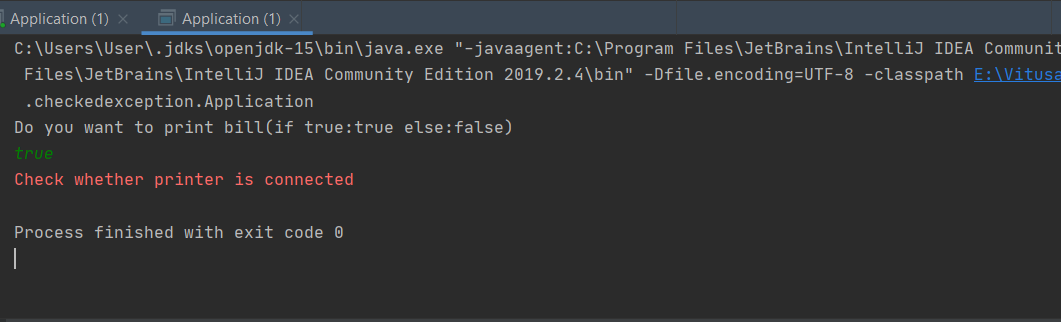 Application (1) × Application (1) ×
C:\Users\User\.jdks\openjdk-15\bin\java.exe "-javaagent:C:\Program Files\JetBrains\IntelliJ IDEA Communit
Files\JetBrains\IntelliJ IDEA Community Edition 2019.2.4\bin" -Dfile.encoding=UTF-8 -classpath E:\Vitusa
.checkedexception.Application
Do you want to print bill(if true:true else:false)
true
Check whether printer is connected
Process finished with exit code 0